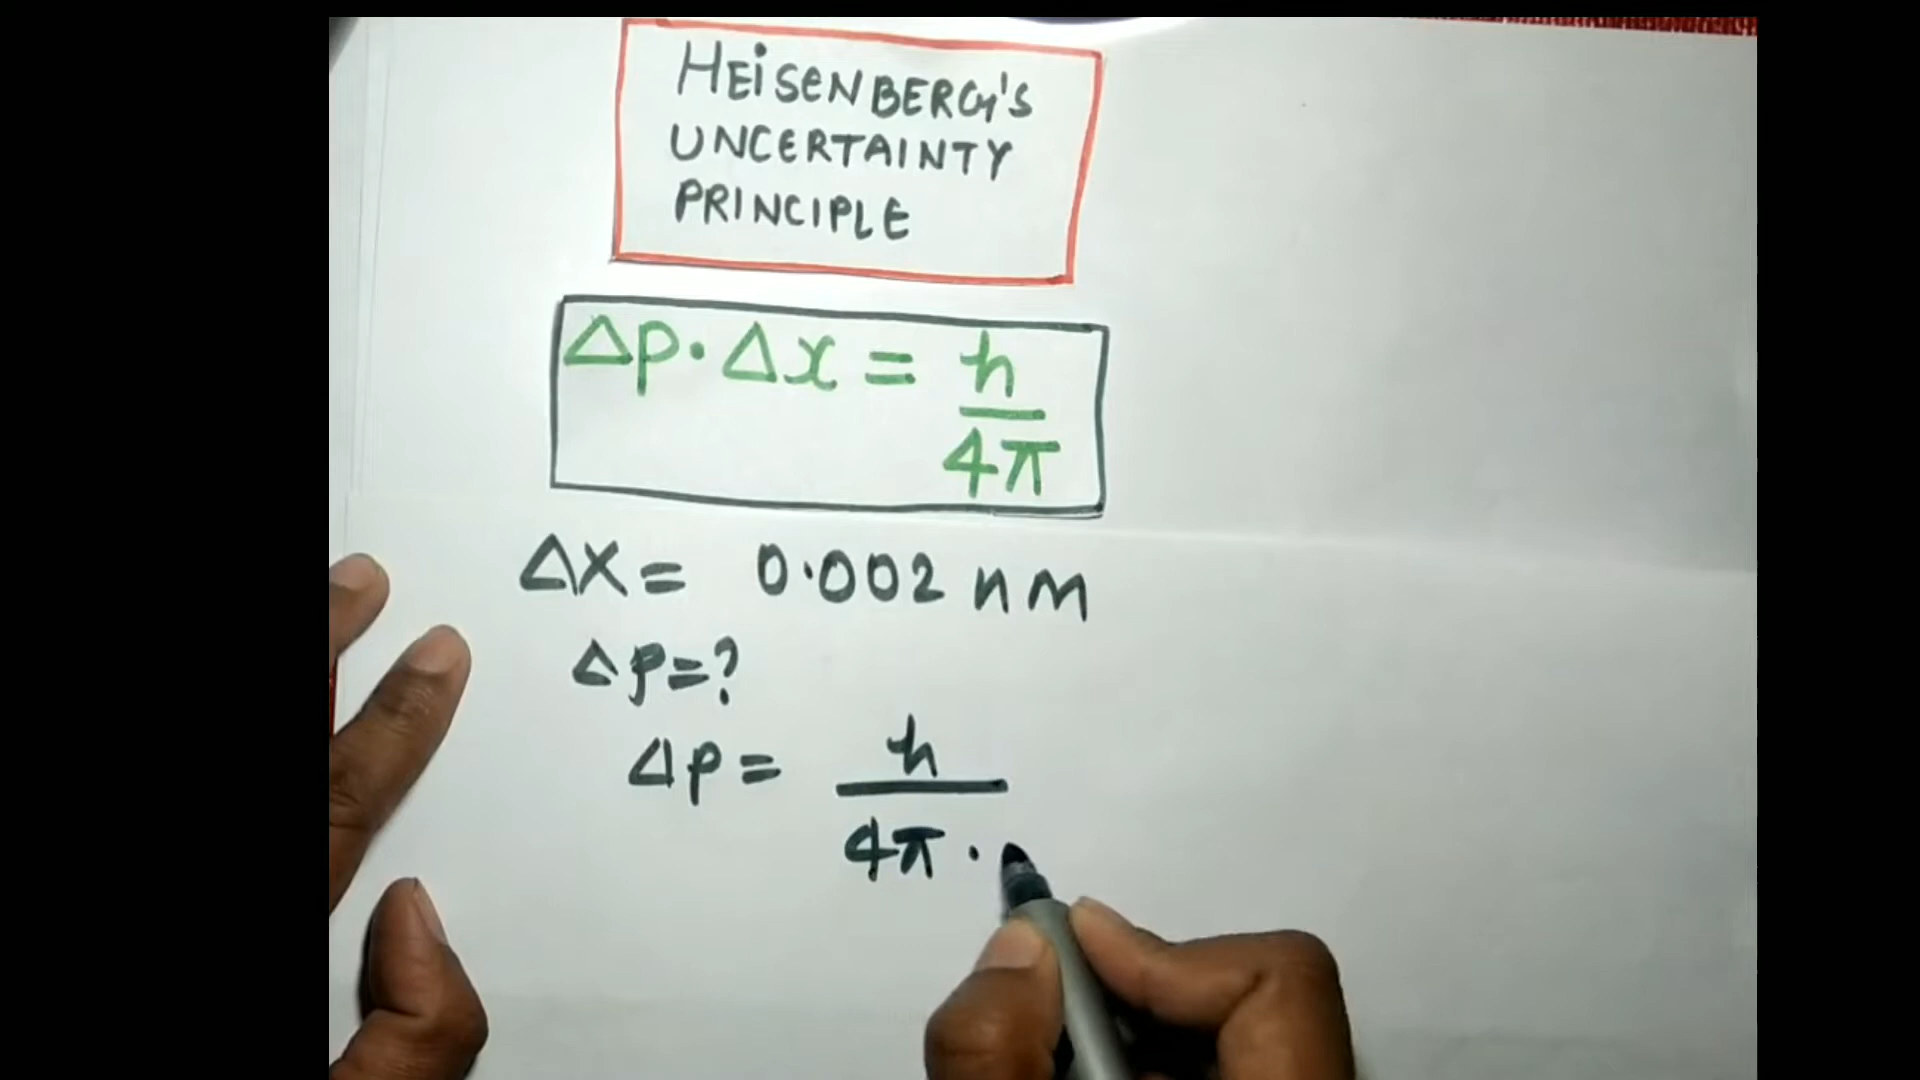 HEISENBERG'S
UNCERTAINTY
PRINCIPLE
Δp·Δx = ℏ
4π
Δx = 0.002 nm
Δp=?
Δp = ℏ
4π ·